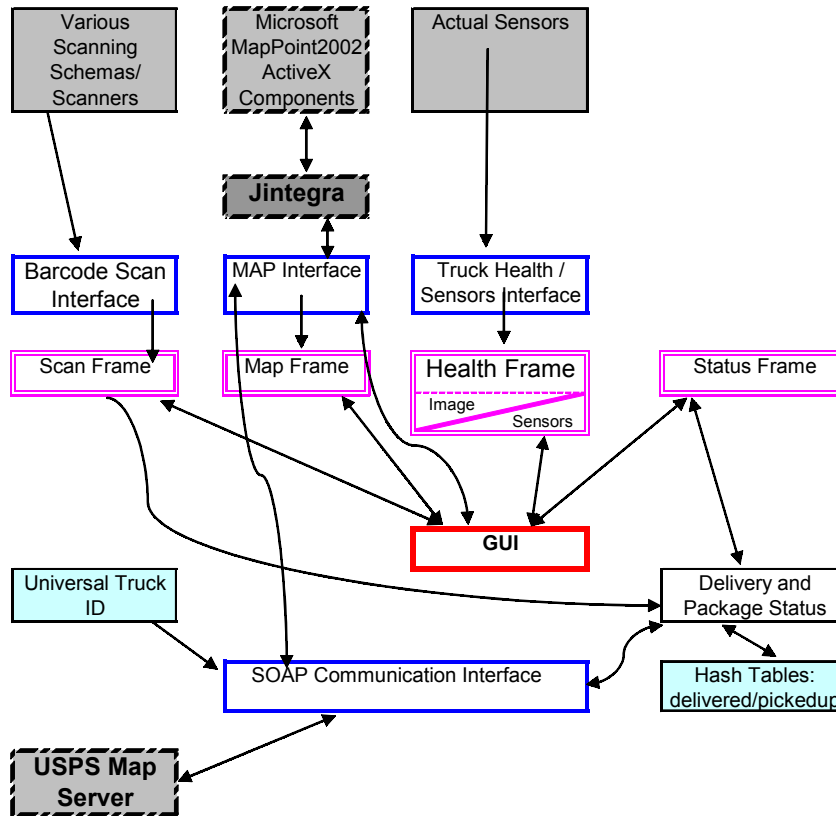 Various
Scanning
Schemas/
Scanners
Microsoft
MapPoint2002
ActiveX
Components
Actual Sensors
Jintegra
Barcode Scan
Interface
MAP Interface
Truck Health /
Sensors Interface
Scan Frame
Map Frame
Health Frame
Image
Sensors
Status Frame
GUI
Universal Truck
ID
Delivery and
Package Status
SOAP Communication Interface
Hash Tables:
delivered/pickedup
USPS Map
Server